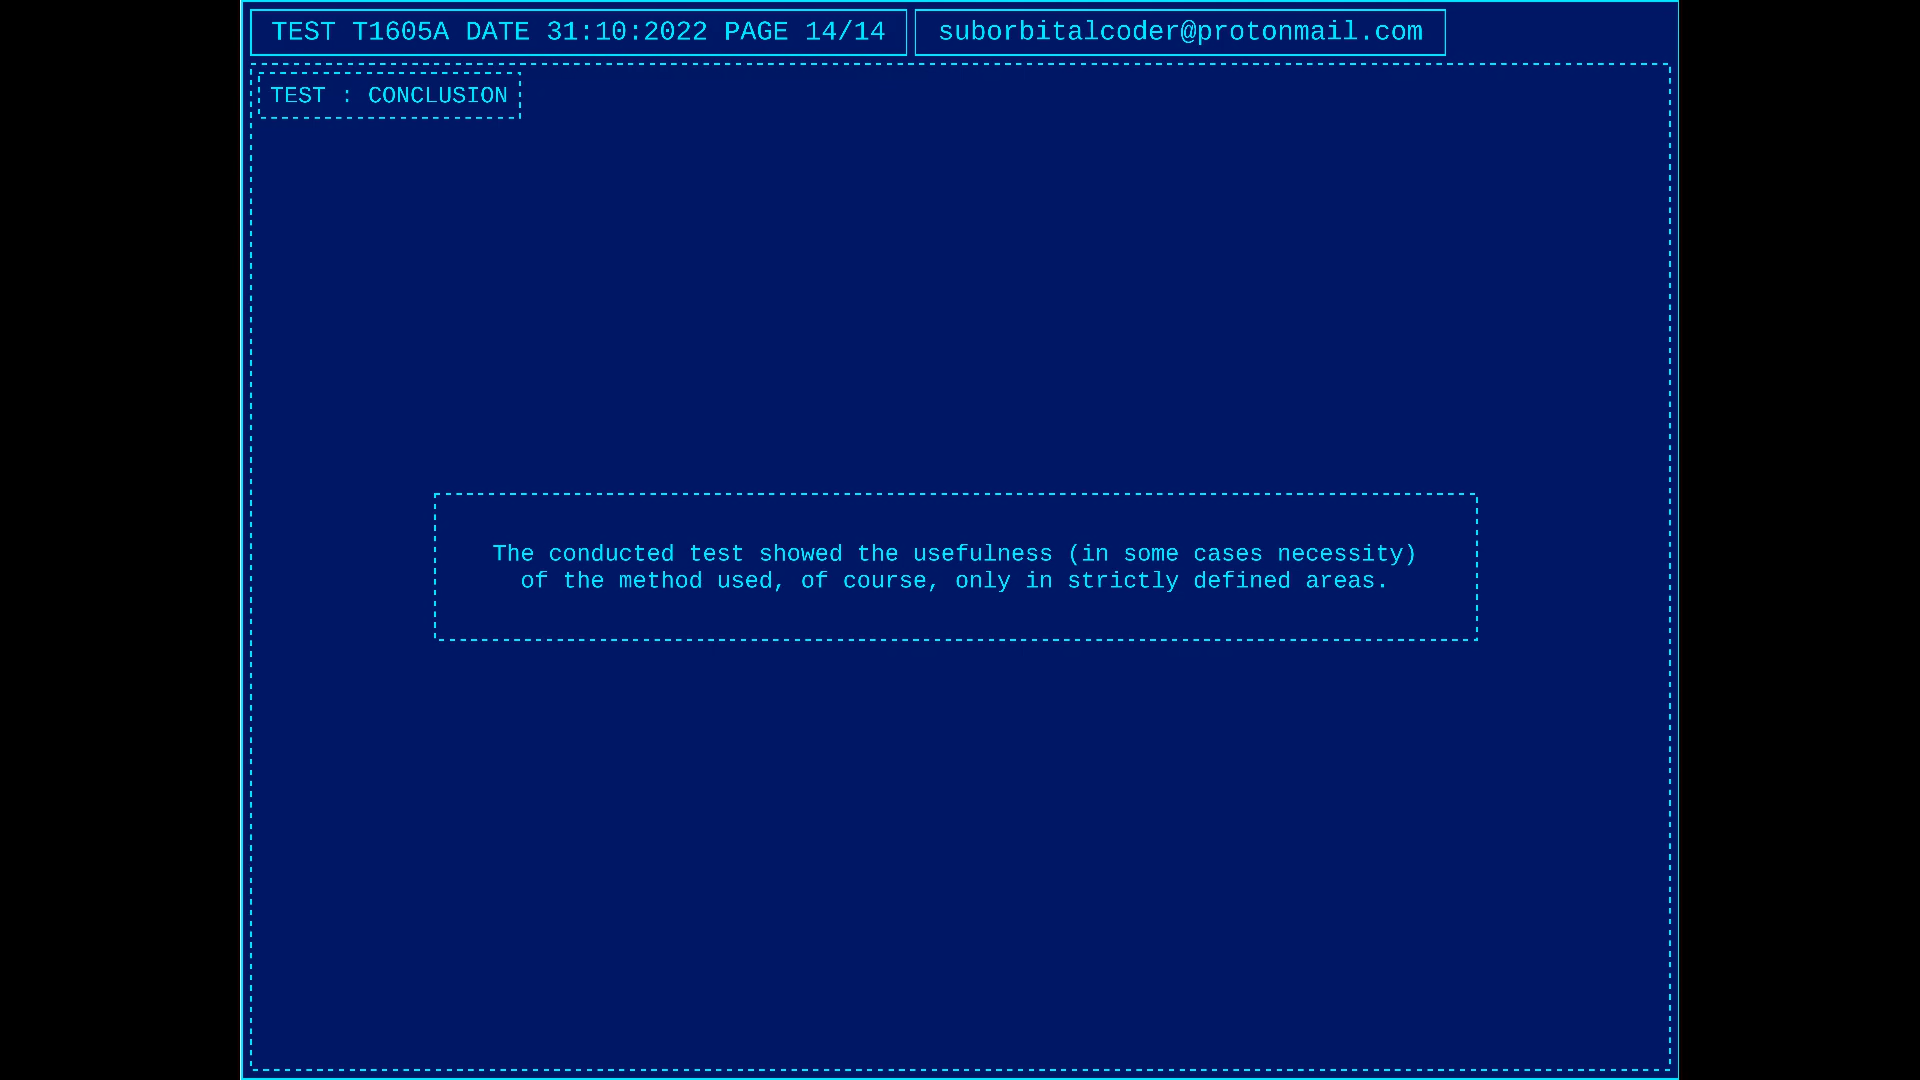 TEST T1605A DATE 31:10:2022 PAGE 14/14
suborbitalcoder@protonmail.com
TEST : CONCLUSION
The conducted test showed the usefulness (in some cases necessity)
of the method used, of course, only in strictly defined areas.